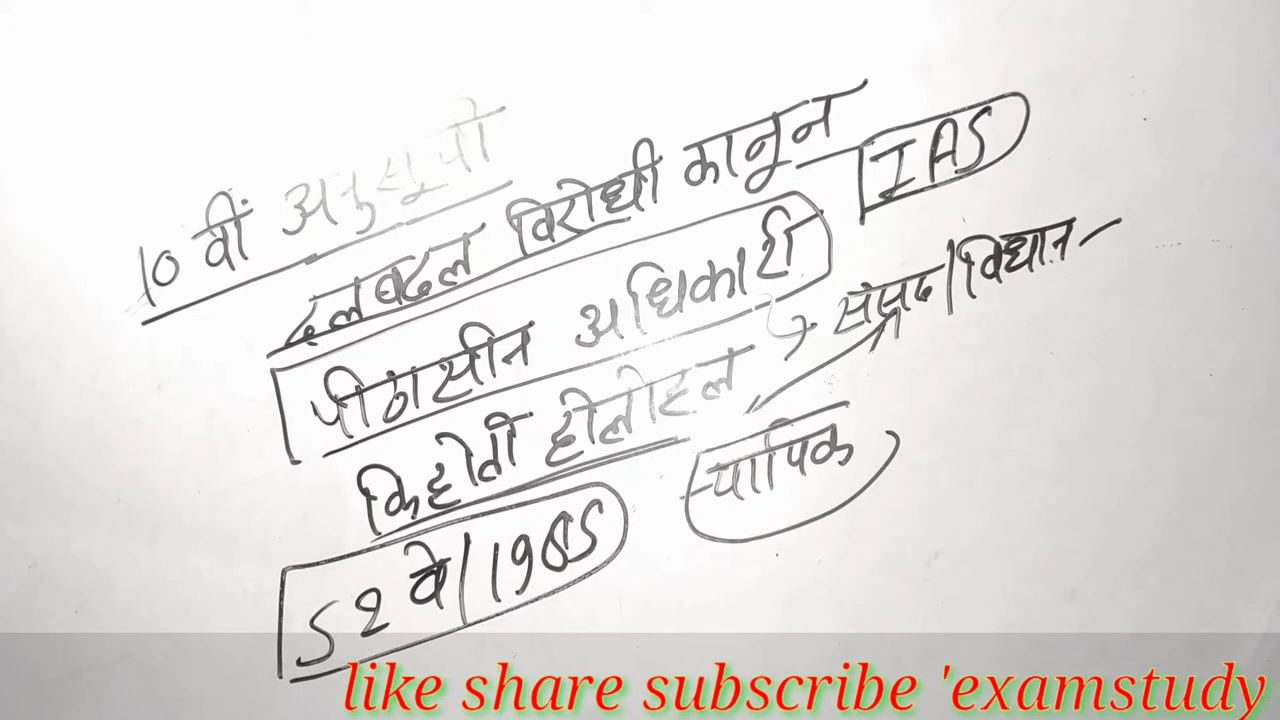 10 वीं अनुसूची
दलबदल विरोधी कानून
IAS
पीठासीन अधिकारी
संसद/विधान-
किहोतो होलोहन
52 वे/1985
like share subscribe 'examstudy